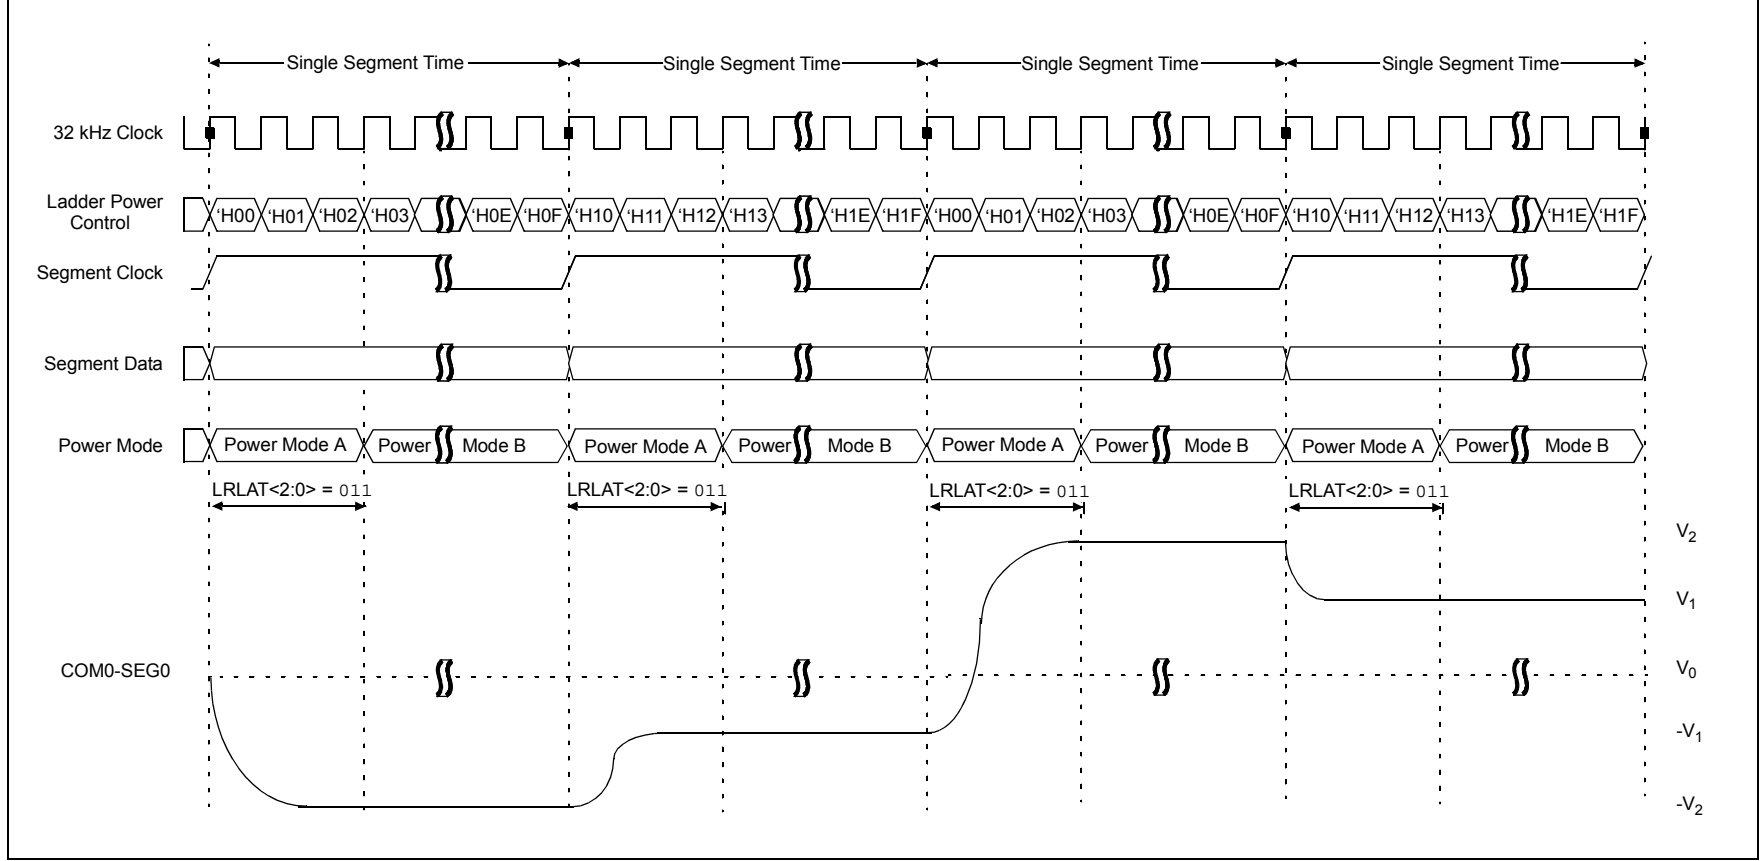 Single Segment Time Single Segment Time Single Segment Time Single Segment Time
32 kHz Clock
Ladder Power
Control
‘H00 ‘H01 ‘H02 ‘H03 ‘H0E ‘H0F ‘H10 ‘H11 ‘H12 ‘H13 ‘H1E ‘H1F ‘H00 ‘H01 ‘H02 ‘H03 ‘H0E ‘H0F ‘H10 ‘H11 ‘H12 ‘H13 ‘H1E ‘H1F
Segment Clock
Segment Data
Power Mode Power Mode A Power Mode B Power Mode A Power Mode B Power Mode A Power Mode B Power Mode A Power Mode B
LRLAT<2:0> = 011 LRLAT<2:0> = 011 LRLAT<2:0> = 011 LRLAT<2:0> = 011
V2
V1
COM0-SEG0 V0
-V1
-V2